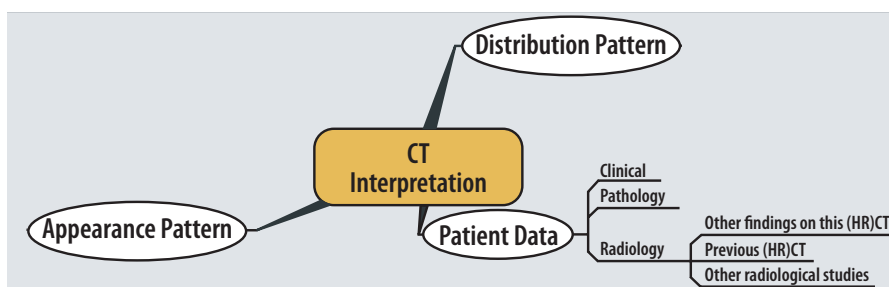 Distribution Pattern
CT
Interpretation
Clinical
Pathology
Appearance Pattern
Patient Data
Radiology
Other findings on this (HR)CT
Previous (HR)CT
Other radiological studies